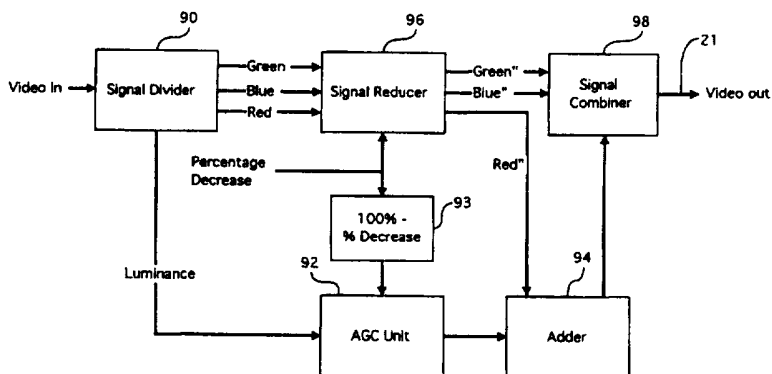 90
96
98
21
Video In
Signal Divider
Green
Blue
Red
Signal Reducer
Green"
Blue"
Signal
Combiner
Video out
Percentage
Decrease
Red"
100% -
% Decrease
93
Luminance
92
94
AGC Unit
Adder